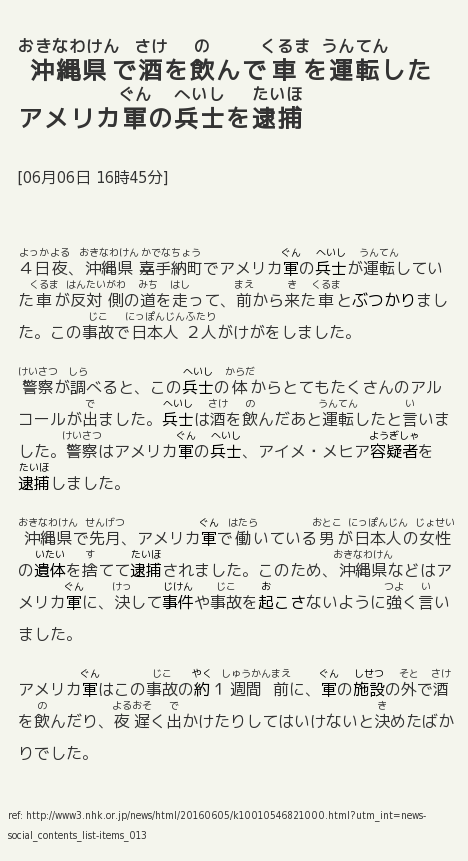 おきなわけん さけ の くるま うんてん
沖縄県で酒を飲んで車を運転した
ぐん へいし たいほ
アメリカ軍の兵士を逮捕
[06月06日 16時45分]
よっかよる おきなわけん かでなちょう ぐん へいし うんてん
４日夜、沖縄県嘉手納町でアメリカ軍の兵士が運転してい
くるま はんたいがわ みち はし まえ き くるま
た車が反対側の道を走って、前から来た車とぶつかりまし
じこ にっぽんじんふたり
た。この事故で日本人２人がけがをしました。
けいさつ しら へいし からだ
警察が調べると、この兵士の体からとてもたくさんのアル
で へいし さけ の うんてん い
コールが出ました。兵士は酒を飲んだあと運転したと言いま
けいさつ ぐん へいし ようぎしゃ
した。警察はアメリカ軍の兵士、アイメ・メヒア容疑者を
たいほ
逮捕しました。
おきなわけん せんげつ ぐん はたら おとこ にっぽんじん じょせい
沖縄県で先月、アメリカ軍で働いている男が日本人の女性
いたい す たいほ おきなわけん
の遺体を捨てて逮捕されました。このため、沖縄県などはア
ぐん けっ じけん じこ お つよ い
メリカ軍に、決して事件や事故を起こさないように強く言い
ました。
ぐん じこ やく しゅうかんまえ ぐん しせつ そと さけ
アメリカ軍はこの事故の約１週間前に、軍の施設の外で酒
の よるおそ で き
を飲んだり、夜遅く出かけたりしてはいけないと決めたばか
りでした。
ref: http://www3.nhk.or.jp/news/html/20160605/k10010546821000.html?utm_int=news-
social_contents_list-items_013